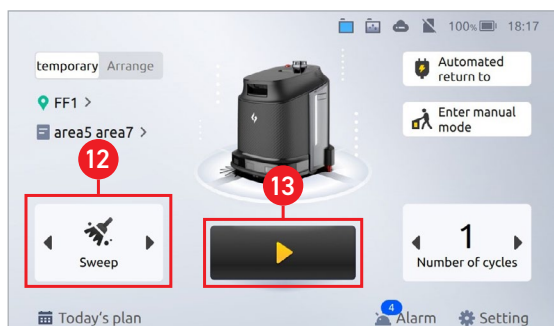 100% 18:17
temporary Arrange
FF1 >
area5 area7 >
Automated
return to
Enter manual
mode
12
13
Sweep
1
Number of cycles
Today's plan
4
Alarm
Setting